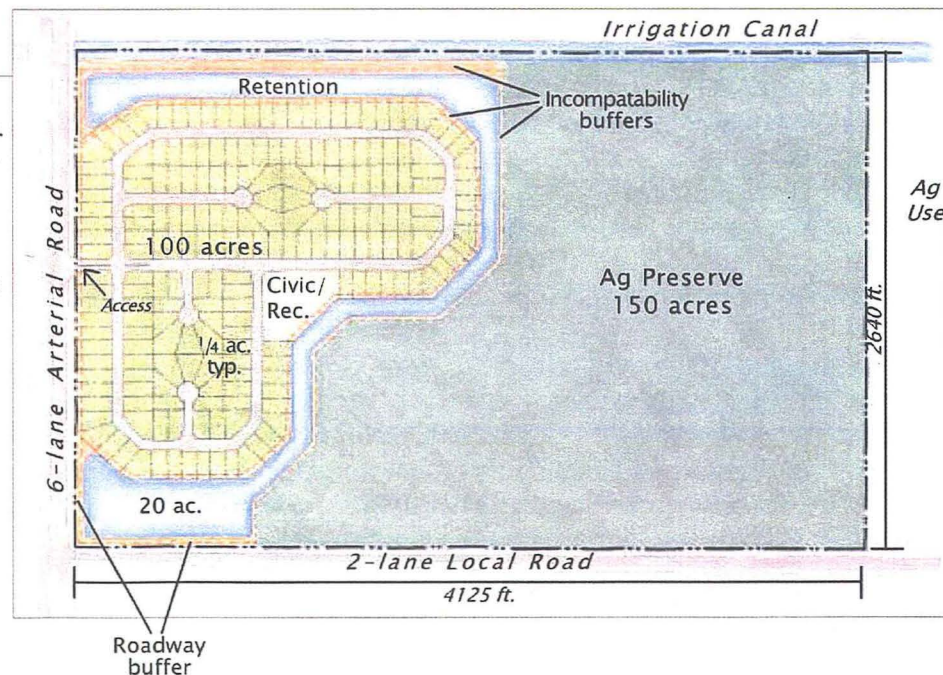 Irrigation Canal
Retention
Incompatability
buffers
Ag
Use
6-lane Arterial Road
100 acres
Access
Civic/
Rec.
1/4 ac.
typ.
Ag Preserve
150 acres
2640 ft.
20 ac.
2-lane Local Road
4125 ft.
Roadway
buffer